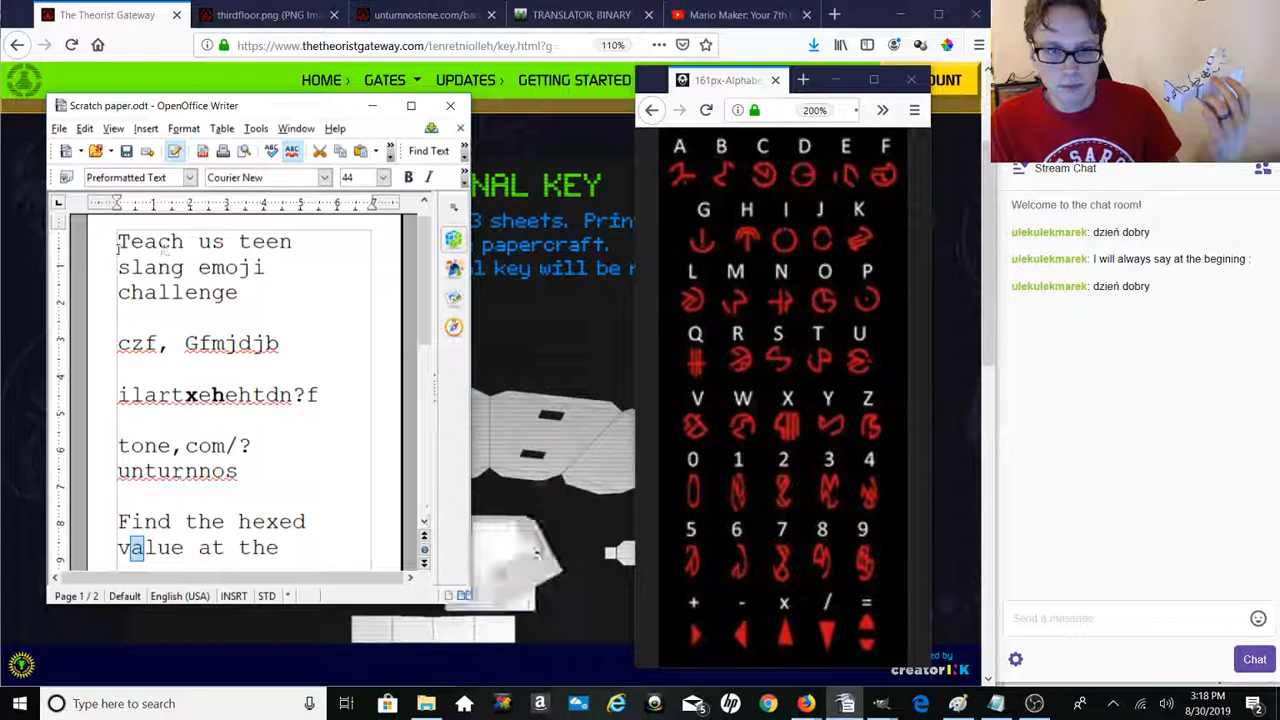 The Theorist Gateway
thirdfloor.png (PNG Ima
unturnnostone.com/bac
TRANSLATOR, BINARY
Mario Maker: Your 7th
https://www.thetheoristgateway.com/tenretniolleh/key.html?g=
110%
HOME
GATES
UPDATES
GETTING STARTED
OUNT
NAL KEY
3 sheets. Prin
e papercraft.
l key will be r
Scratch paper.odt - OpenOffice Writer
File Edit View Insert Format Table Tools Window Help
Find Text
Preformatted Text
Courier New
44
B I
Teach us teen
slang emoji
challenge
czf, Gfmjdjb
ilartxehehtdn?f
tone,com/?
unturnnos
Find the hexed
value at the
Page 1 / 2
Default
English (USA)
INSRT
STD
*
161px-Alphabe
200%
A B C D E F
G H I J K
L M N O P
Q R S T U
V W X Y Z
0 1 2 3 4
5 6 7 8 9
+ - x / =
Stream Chat
Welcome to the chat room!
ulekulekmarek: dzień dobry
ulekulekmarek: I will always say at the begining :
ulekulekmarek: dzień dobry
Send a message
Chat
ed by
creatorINK
Type here to search
3:18 PM
8/30/2019